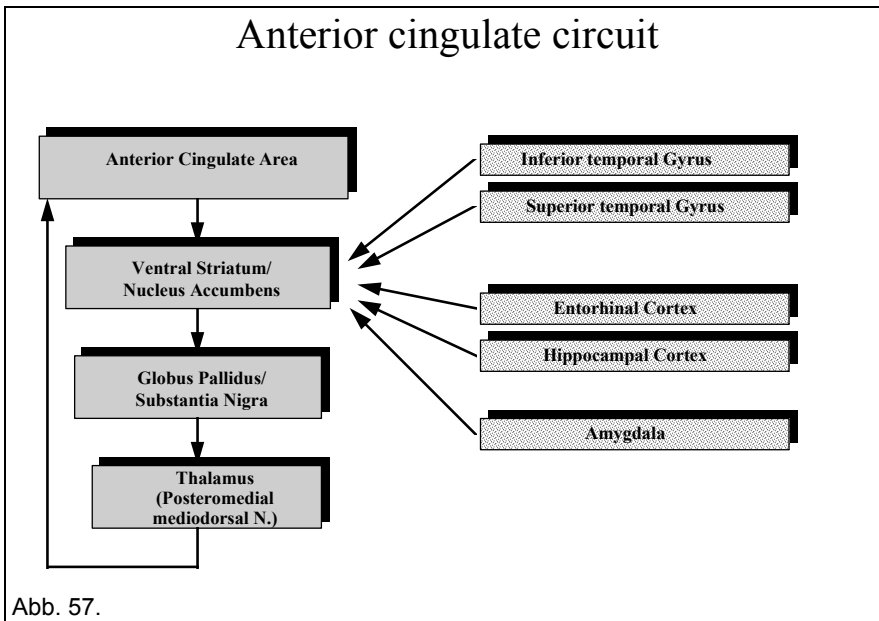 Anterior cingulate circuit
Anterior Cingulate Area
Ventral Striatum/
Nucleus Accumbens
Globus Pallidus/
Substantia Nigra
Thalamus
(Posteromedial
mediodorsal N.)
Inferior temporal Gyrus
Superior temporal Gyrus
Entorhinal Cortex
Hippocampal Cortex
Amygdala
Abb. 57.